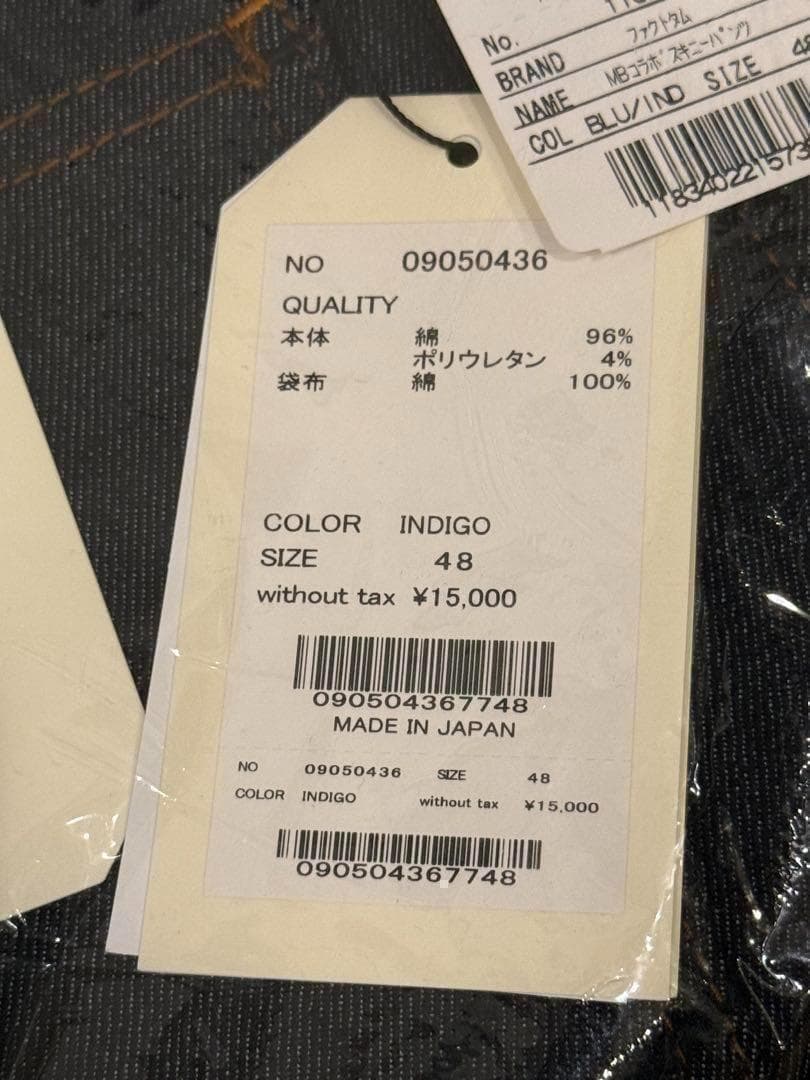 No.
BRAND ファクトタム
NAME MBコラボ スキニーパンツ
COL BLU/IND SIZE 48
NO 09050436
QUALITY
本体 綿 96%
ポリウレタン 4%
袋布 綿 100%
COLOR INDIGO
SIZE 48
without tax ¥15,000
090504367748
MADE IN JAPAN
NO 09050436 SIZE 48
COLOR INDIGO without tax ¥15,000
090504367748